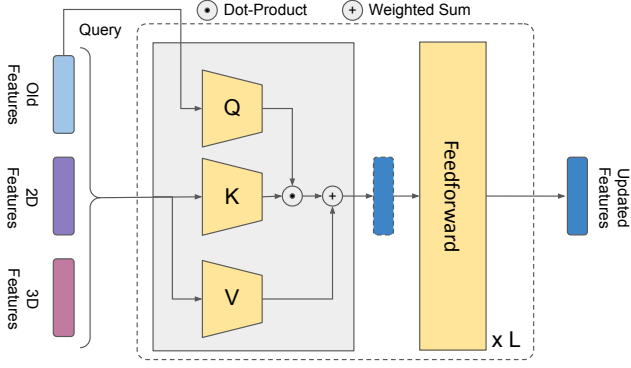 Dot-Product
Weighted Sum
Query
Old
Features
2D
Features
3D
Features
Q
K
V
Feedforward
x L
Updated
Features